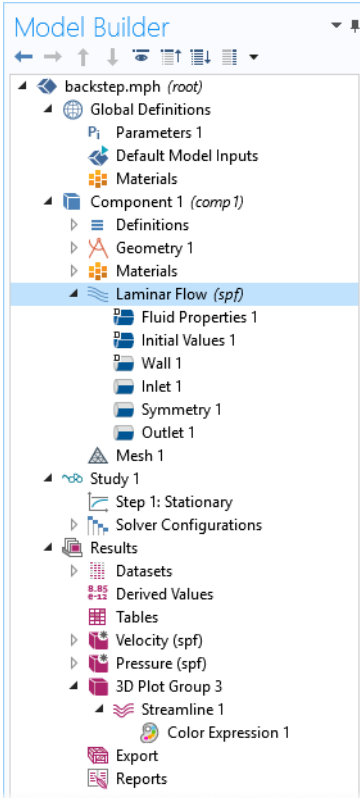 Model Builder
backstep.mph (root)
Global Definitions
Pi Parameters 1
Default Model Inputs
Materials
Component 1 (comp1)
Definitions
Geometry 1
Materials
Laminar Flow (spf)
D Fluid Properties 1
D Initial Values 1
D Wall 1
Inlet 1
Symmetry 1
Outlet 1
Mesh 1
Study 1
Step 1: Stationary
Solver Configurations
Results
Datasets
8.85 e-12 Derived Values
Tables
Velocity (spf)
Pressure (spf)
3D Plot Group 3
Streamline 1
Color Expression 1
Export
Reports